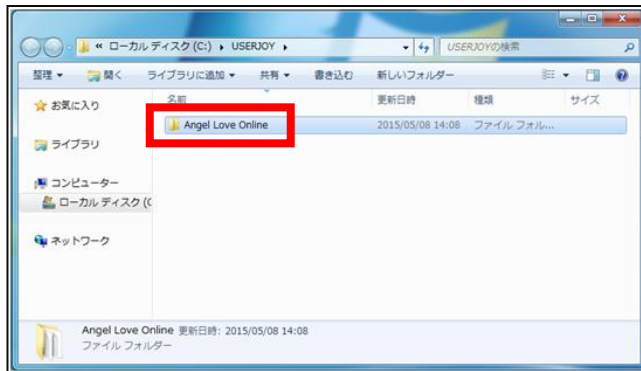 « ローカル ディスク (C:) ▸ USERJOY ▸
USERJOYの検索
整理 ▼ 開く ライブラリに追加 ▼ 共有 ▼ 書き込む 新しいフォルダー
お気に入り
ライブラリ
コンピューター
ローカル ディスク (C
ネットワーク
名前 更新日時 種類 サイズ
Angel Love Online 2015/05/08 14:08 ファイル フォル...
Angel Love Online 更新日時: 2015/05/08 14:08
ファイル フォルダー